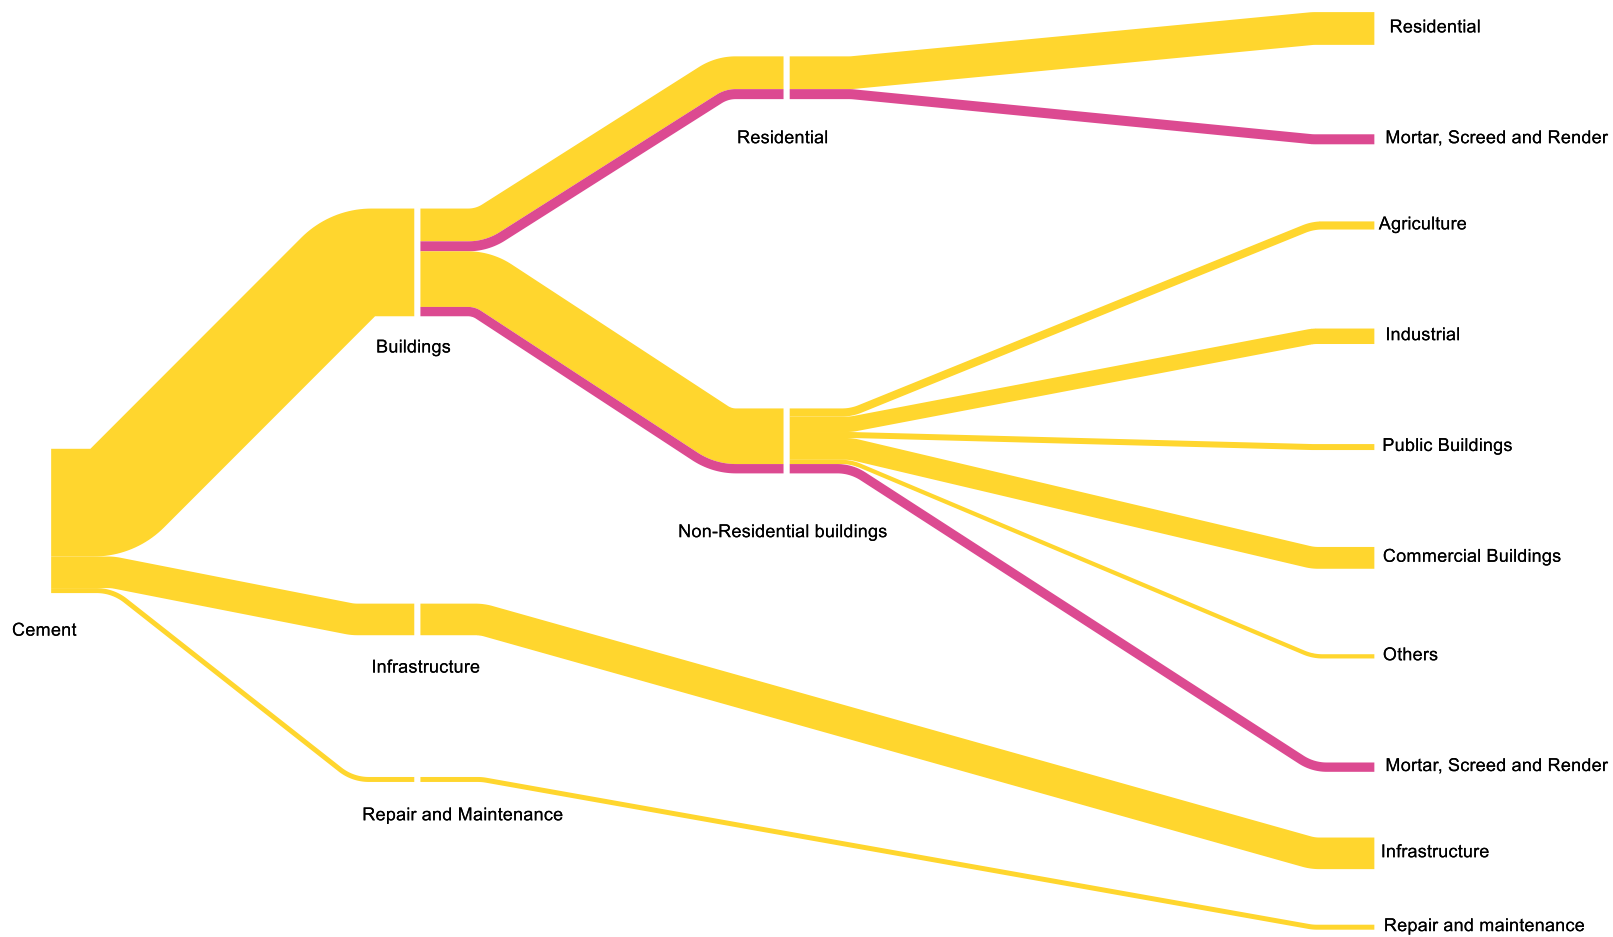 Residential
Residential
Mortar, Screed and Render
Agriculture
Industrial
Buildings
Public Buildings
Non-Residential buildings
Commercial Buildings
Cement
Others
Infrastructure
Mortar, Screed and Render
Repair and Maintenance
Infrastructure
Repair and maintenance